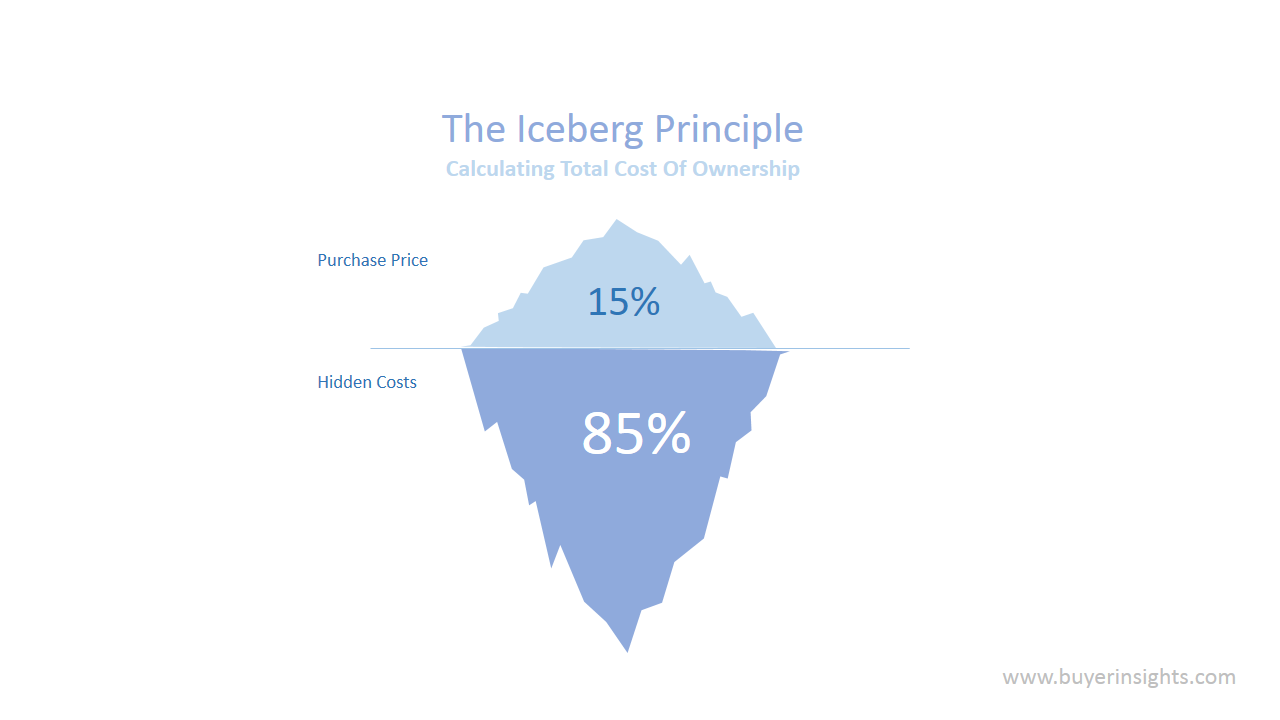 The Iceberg Principle
Calculating Total Cost Of Ownership
Purchase Price
15%
Hidden Costs
85%
www.buyerinsights.com